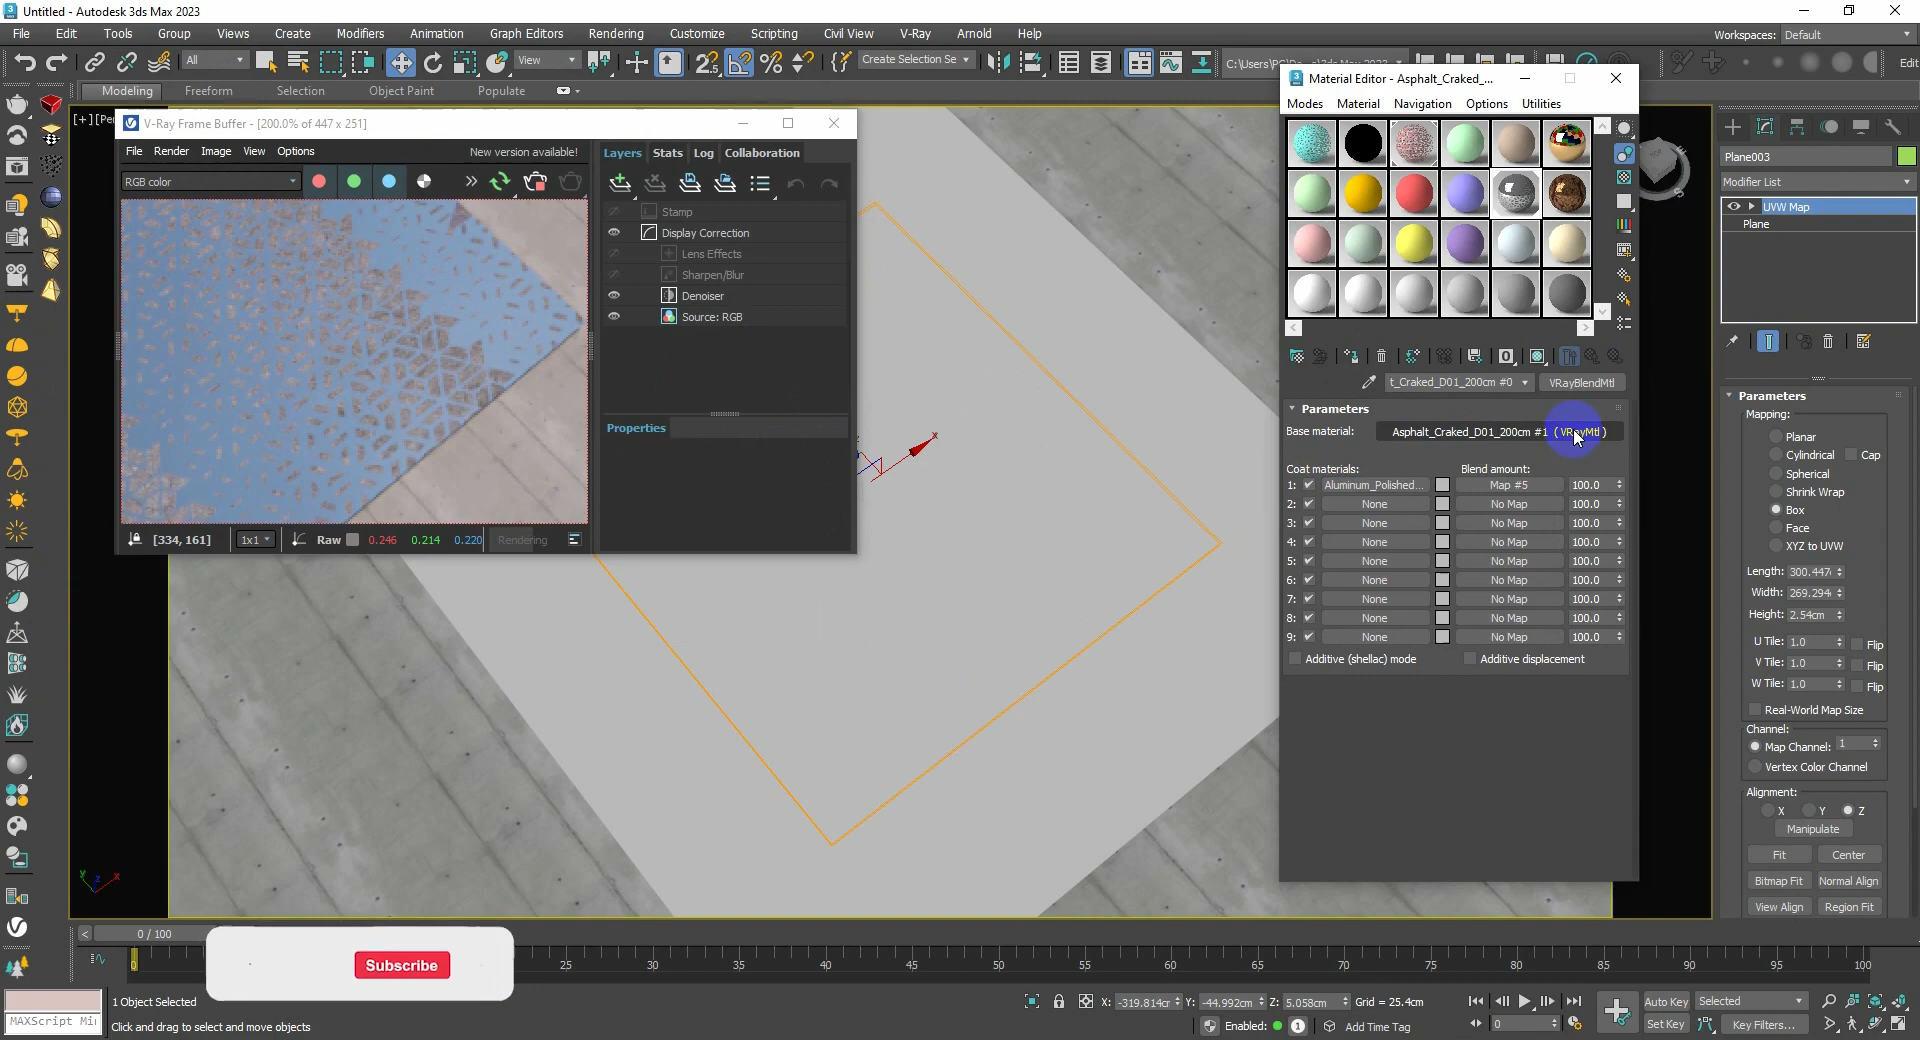 Untitled - Autodesk 3ds Max 2023
File Edit Tools Group Views Create Modifiers Animation Graph Editors Rendering Customize Scripting Civil View V-Ray Arnold Help
Workspaces: Default
All
View
Create Selection Se
Edit
Modeling Freeform Selection Object Paint Populate
V-Ray Frame Buffer - [200.0% of 447 x 251]
File Render Image View Options
New version available!
RGB color
Layers Stats Log Collaboration
Stamp
Display Correction
Lens Effects
Sharpen/Blur
Denoiser
Source: RGB
Properties
[334, 161] 1x1 Raw 0.246 0.214 0.220 Rendering
Material Editor - Asphalt_Craked_...
Modes Material Navigation Options Utilities
t_Craked_D01_200cm #0 VRayBlendMtl
Parameters
Base material: Asphalt_Craked_D01_200cm #1 ( VRayMtl )
Coat materials: Blend amount:
1: Aluminum_Polished... Map #5 100.0
2: None No Map 100.0
3: None No Map 100.0
4: None No Map 100.0
5: None No Map 100.0
6: None No Map 100.0
7: None No Map 100.0
8: None No Map 100.0
9: None No Map 100.0
Additive (shellac) mode Additive displacement
Plane003
Modifier List
UVW Map
Plane
Parameters
Mapping:
Planar
Cylindrical Cap
Spherical
Shrink Wrap
Box
Face
XYZ to UVW
Length: 300.447
Width: 269.294
Height: 2.54cm
U Tile: 1.0 Flip
V Tile: 1.0 Flip
W Tile: 1.0 Flip
Real-World Map Size
Channel:
Map Channel: 1
Vertex Color Channel
Alignment:
X Y Z
Manipulate
Fit Center
Bitmap Fit Normal Align
View Align Region Fit
0 / 100
0 25 30 35 40 45 50 55 60 65 70 75 80 85 90 95 100
Subscribe
1 Object Selected
MAXScript Mi
Click and drag to select and move objects
X: -319.814c Y: -44.992cm Z: 5.058cm Grid = 25.4cm
Enabled: 1 Add Time Tag
0
Auto Key Selected
Set Key Key Filters...